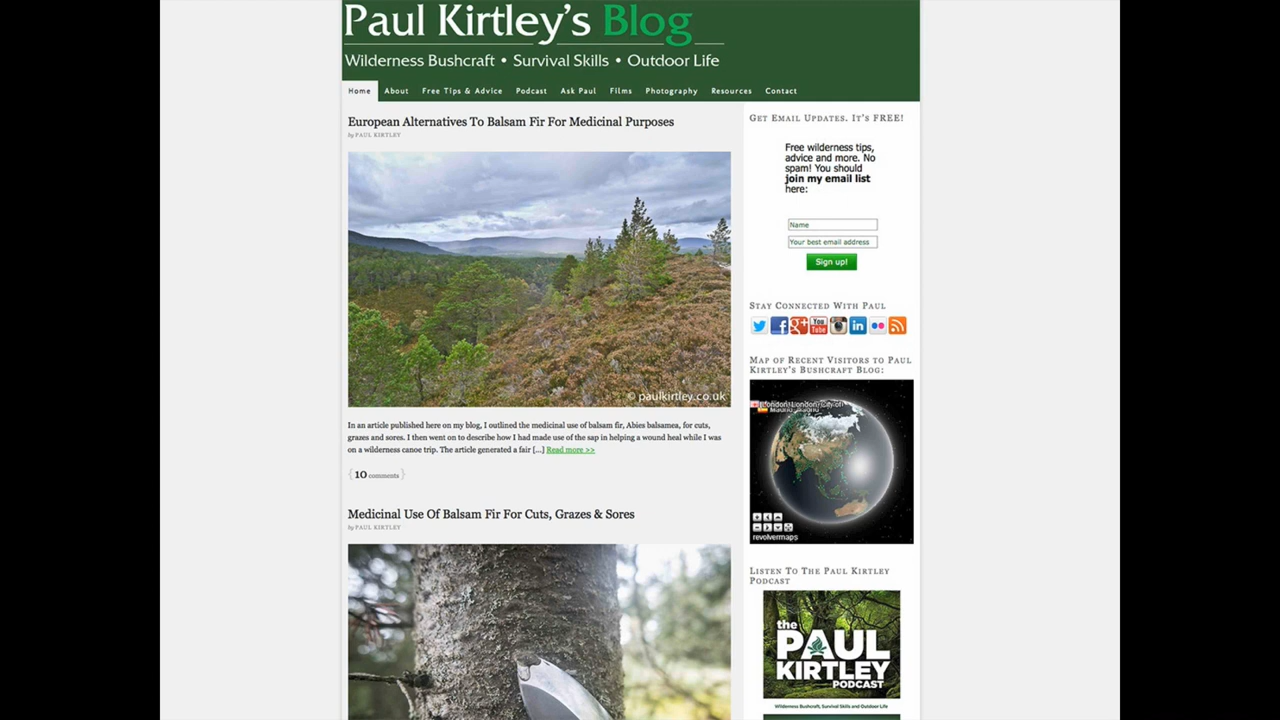 Paul Kirtley's Blog
Wilderness Bushcraft • Survival Skills • Outdoor Life
Home About Free Tips & Advice Podcast Ask Paul Films Photography Resources Contact
European Alternatives To Balsam Fir For Medicinal Purposes
by PAUL KIRTLEY
© paulkirtley.co.uk
In an article published here on my blog, I outlined the medicinal use of balsam fir, Abies balsamea, for cuts,
grazes and sores. I then went on to describe how I had made use of the sap in helping a wound heal while I was
on a wilderness canoe trip. The article generated a fair [...] Read more >>
{ 10 comments }
Medicinal Use Of Balsam Fir For Cuts, Grazes & Sores
by PAUL KIRTLEY
Get Email Updates. It's FREE!
Free wilderness tips,
advice and more. No
spam! You should
join my email list
here:
Name
Your best email address
Sign up!
Stay Connected With Paul
You
Tube
Map of Recent Visitors to Paul
Kirtley's Bushcraft Blog:
revolvermaps
Listen To The Paul Kirtley
Podcast
the
PAUL
KIRTLEY
PODCAST
Wilderness Bushcraft, Survival Skills and Outdoor Life